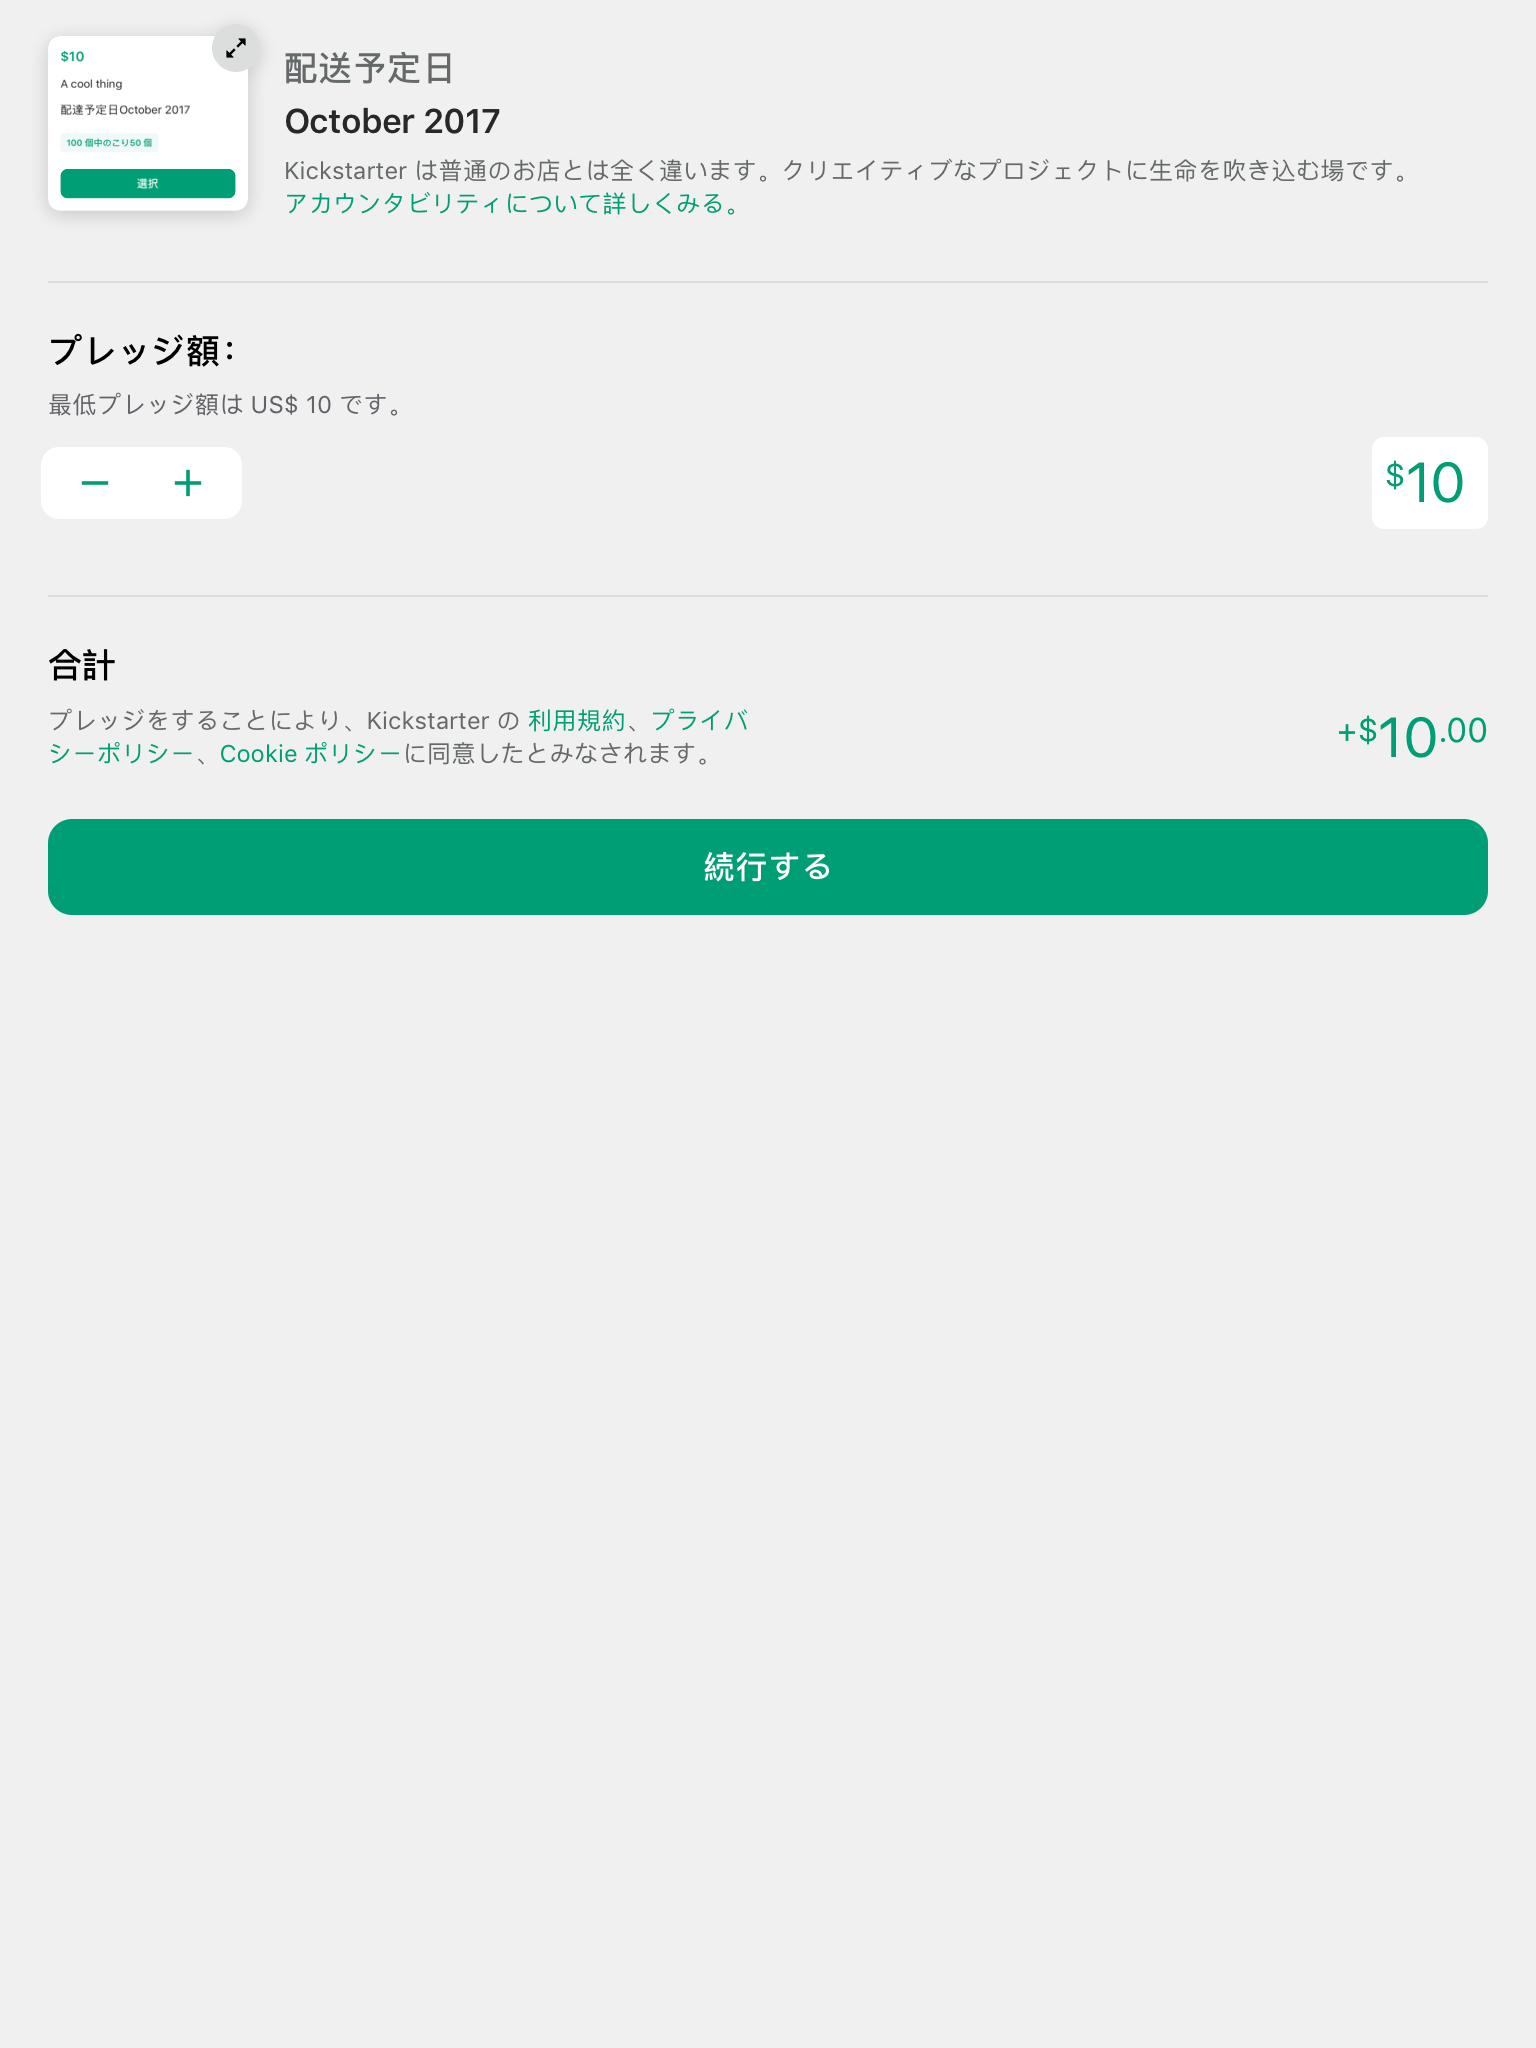 $10
A cool thing
配達予定日October 2017
100 個中のこり50 個
選択
配送予定日
October 2017
Kickstarter は普通のお店とは全く違います。クリエイティブなプロジェクトに生命を吹き込む場です。
アカウンタビリティについて詳しくみる。
プレッジ額：
最低プレッジ額は US$ 10 です。
− +
$10
合計
プレッジをすることにより、Kickstarter の 利用規約、プライバ
シーポリシー、Cookie ポリシーに同意したとみなされます。
+$10.00
続行する